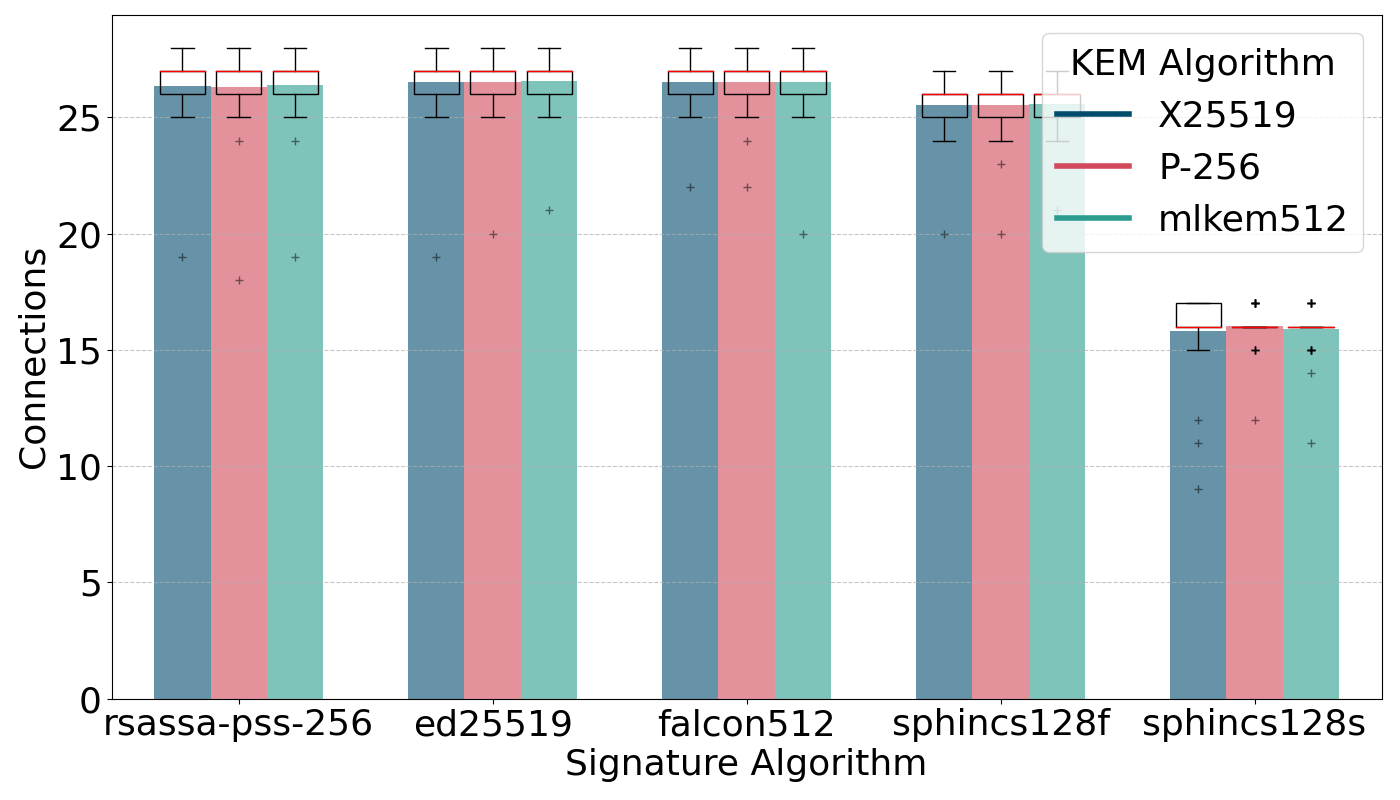 KEM Algorithm
X25519
P-256
mlkem512
Connections
25
20
15
10
5
0
rsassa-pss-256 ed25519 falcon512 sphincs128f sphincs128s
Signature Algorithm